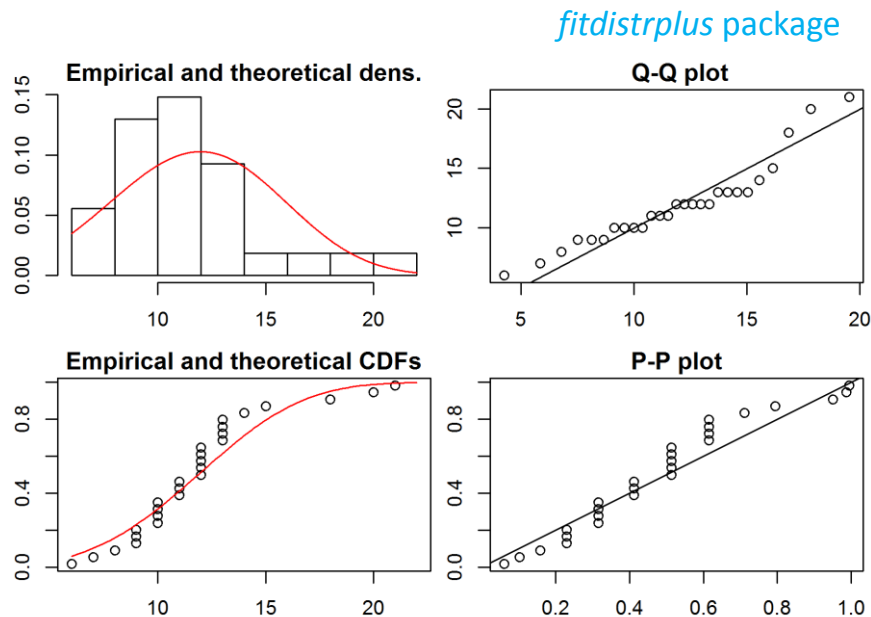 fitdistrplus package
Empirical and theoretical dens.
0.15
0.10
0.05
0.00
10 15 20
Q-Q plot
20
15
10
5 10 15 20
Empirical and theoretical CDFs
0.8
0.4
0.0
10 15 20
P-P plot
0.8
0.4
0.0
0.2 0.4 0.6 0.8 1.0